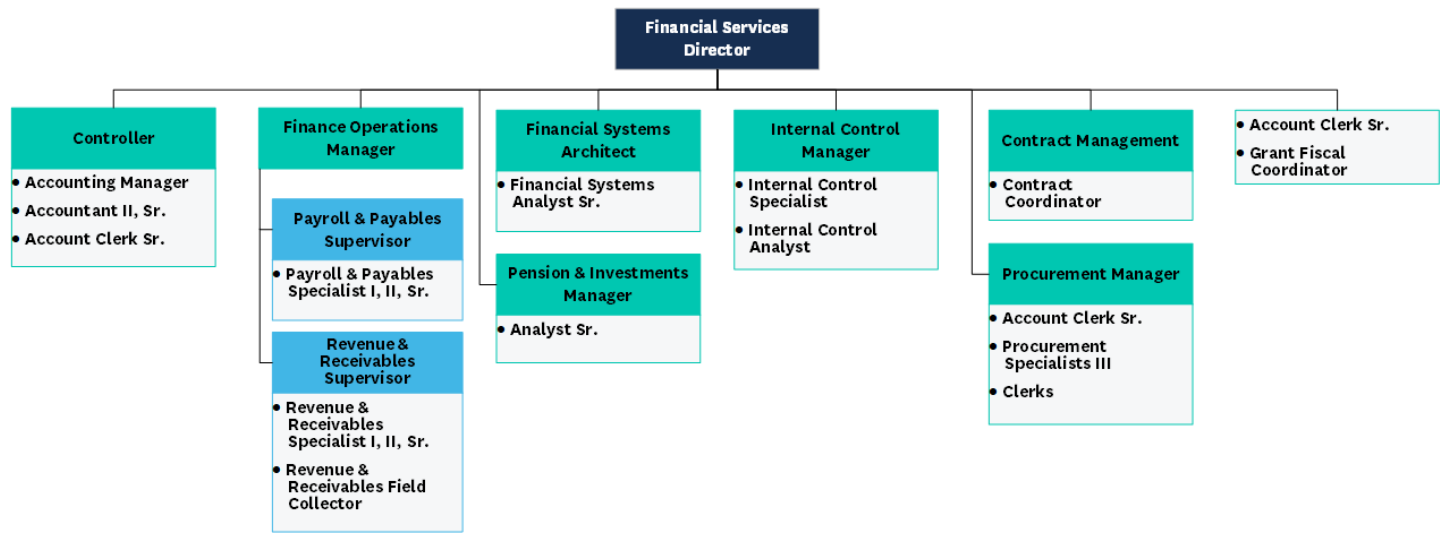 Financial Services
Director
Controller
• Accounting Manager
• Accountant II, Sr.
• Account Clerk Sr.
Finance Operations
Manager
Payroll & Payables
Supervisor
• Payroll & Payables
Specialist I, II, Sr.
Revenue &
Receivables
Supervisor
• Revenue &
Receivables
Specialist I, II, Sr.
• Revenue &
Receivables Field
Collector
Financial Systems
Architect
• Financial Systems
Analyst Sr.
Pension & Investments
Manager
• Analyst Sr.
Internal Control
Manager
• Internal Control
Specialist
• Internal Control
Analyst
Contract Management
• Contract
Coordinator
Procurement Manager
• Account Clerk Sr.
• Procurement
Specialists III
• Clerks
• Account Clerk Sr.
• Grant Fiscal
Coordinator